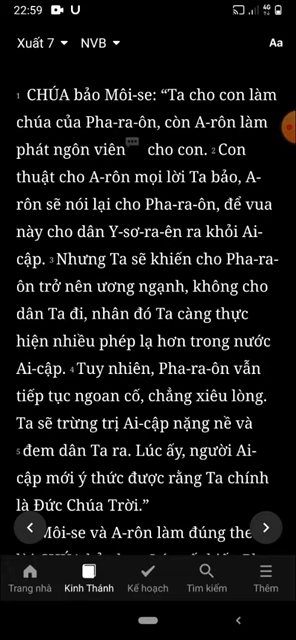 22:59
4G
Xuất 7 NVB Aa
1 CHÚA bảo Môi-se: “Ta cho con làm
chúa của Pha-ra-ôn, còn A-rôn làm
phát ngôn viên cho con. 2 Con
thuật cho A-rôn mọi lời Ta bảo, A-
rôn sẽ nói lại cho Pha-ra-ôn, để vua
này cho dân Y-sơ-ra-ên ra khỏi Ai-
cập. 3 Nhưng Ta sẽ khiến cho Pha-ra-
ôn trở nên ương ngạnh, không cho
dân Ta đi, nhân đó Ta càng thực
hiện nhiều phép lạ hơn trong nước
Ai-cập. 4 Tuy nhiên, Pha-ra-ôn vẫn
tiếp tục ngoan cố, chẳng xiêu lòng.
Ta sẽ trừng trị Ai-cập nặng nề và
5 đem dân Ta ra. Lúc ấy, người Ai-
cập mới ý thức được rằng Ta chính
là Đức Chúa Trời.”
Môi-se và A-rôn làm đúng
Trang nhà Kinh Thánh Kế hoạch Tìm kiếm Thêm